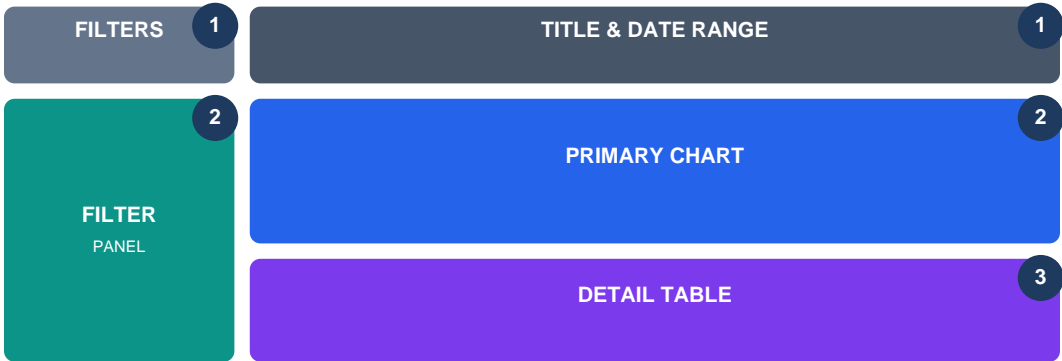 FILTERS
1
TITLE & DATE RANGE
1
FILTER
PANEL
2
PRIMARY CHART
2
DETAIL TABLE
3